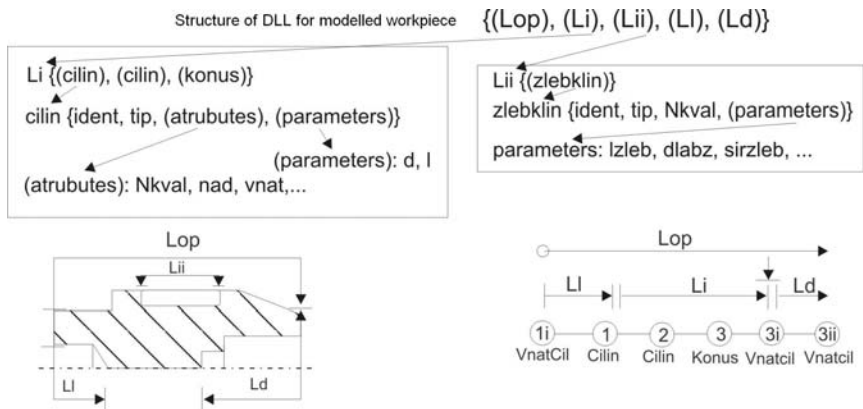 Structure of DLL for modelled workpiece {(Lop), (Li), (Lii), (Ll), (Ld)}
Li {(cilin), (cilin), (konus)}
cilin {ident, tip, (atrubutes), (parameters)}
(parameters): d, l
(atrubutes): Nkval, nad, vnat,...
Lii {(zlebklin)}
zlebklin {ident, tip, Nkval, (parameters)}
parameters: lzleb, dlabz, sirzleb, ...
Lop
Lii
Ll
Ld
Lop
Ll Li Ld
1i 1 2 3 3i 3ii
VnatCil Cilin Cilin Konus Vnatcil Vnatcil